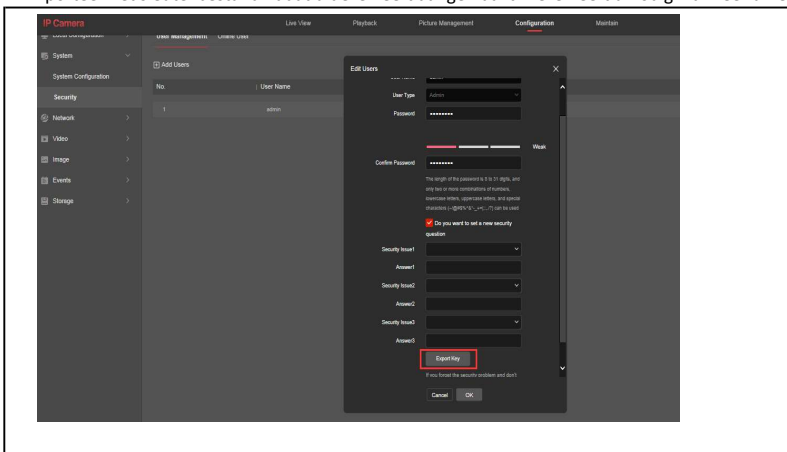 IP Camera
Live View
Playback
Picture Management
Configuration
Maintain
User Management
Online User
System
System Configuration
Security
Network
Video
Image
Events
Storage
Add Users
No.
User Name
1
admin
Edit Users
User Type
Admin
Password
Weak
Confirm Password
The length of the password is 5 to 31 digits, and
only two or more combinations of numbers,
lowercase letters, uppercase letters, and special
can be used
Do you want to set a new security
question
Security Issue1
Answer1
Security Issue2
Answer2
Security Issue3
Answer3
Export Key
If you forget the security problem and don't
Cancel
OK